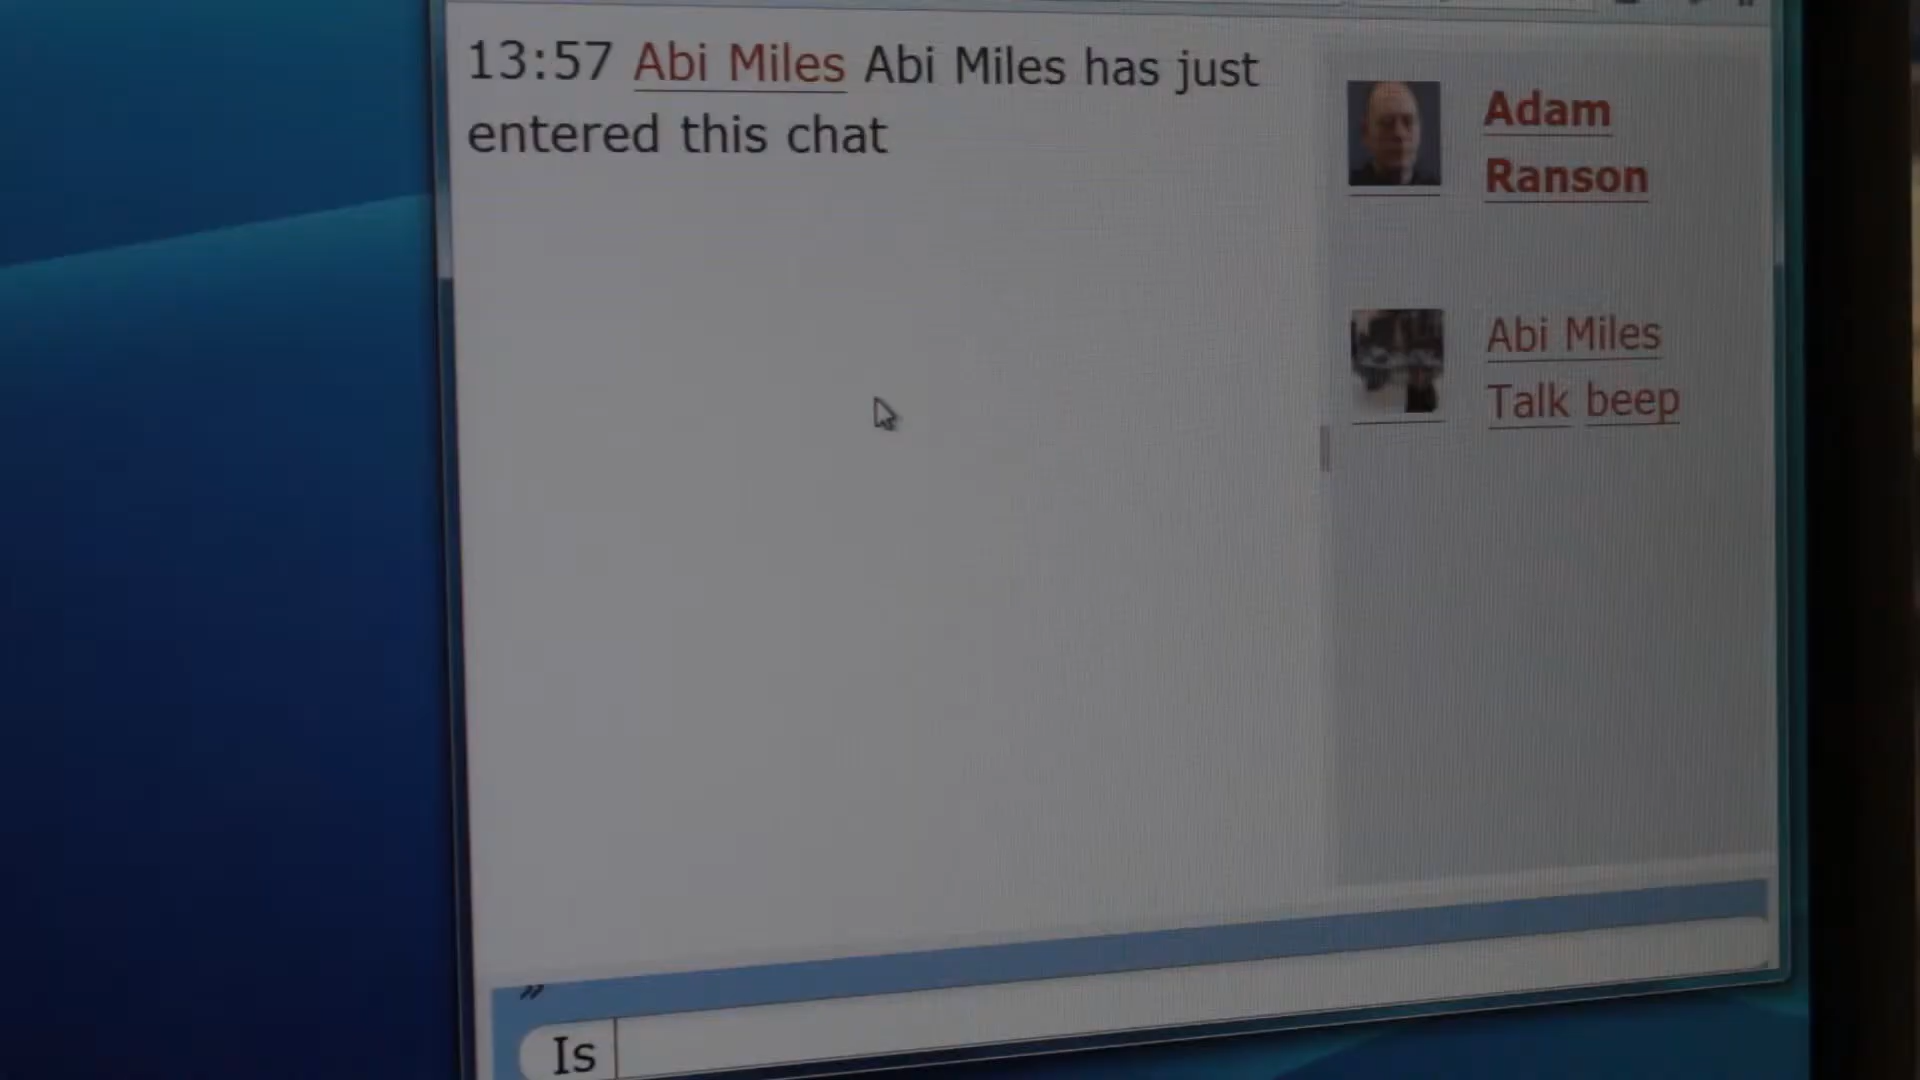 13:57 Abi Miles Abi Miles has just
entered this chat
Adam
Ranson
Abi Miles
Talk beep
”
Is